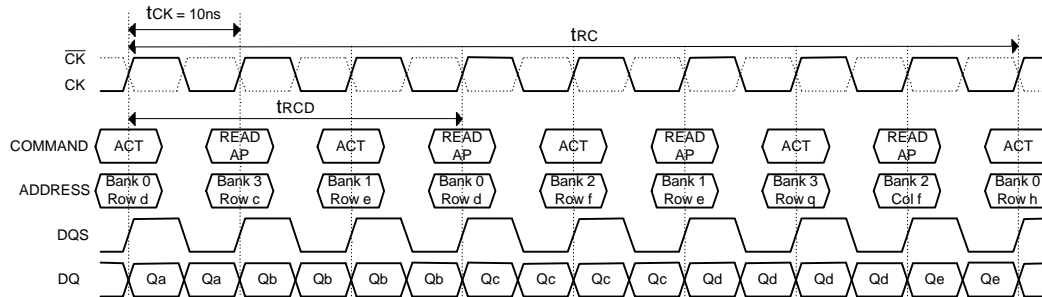 tCK = 10ns
tRC
CK
CK
tRCD
COMMAND ACT READ AP ACT READ AP ACT READ AP ACT READ AP ACT
ADDRESS Bank 0 Row d Bank 3 Row c Bank 1 Row e Bank 0 Row d Bank 2 Row f Bank 1 Row e Bank 3 Row q Bank 2 Col f Bank 0 Row h
DQS
DQ Qa Qa Qb Qb Qb Qb Qc Qc Qc Qc Qd Qd Qd Qd Qe Qe